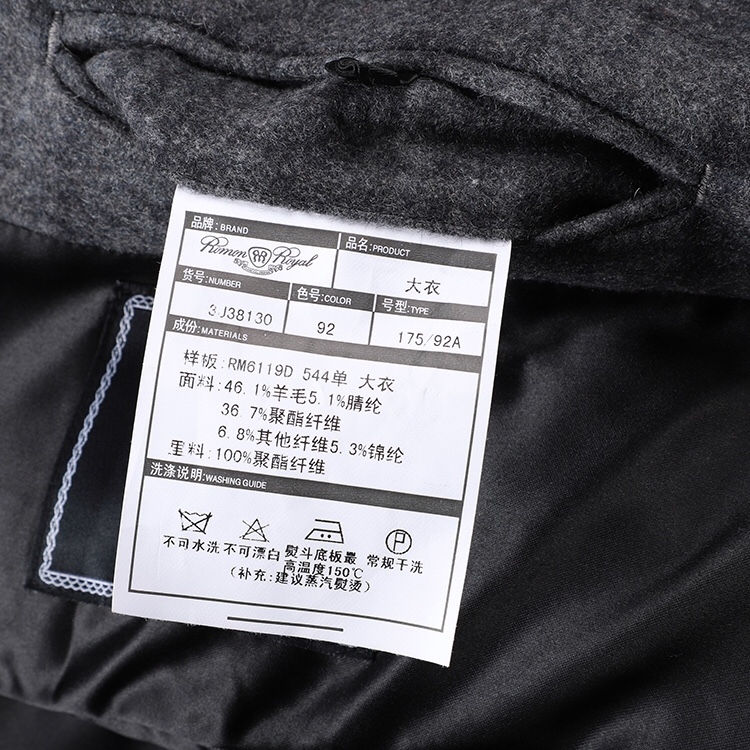 品牌:BRAND
Romon Royal
品名:PRODUCT
大衣
货号:NUMBER
3J38130
色号:COLOR
92
号型:TYPE
175/92A
成份:MATERIALS
样板:RM6119D 544单 大衣
面料:46.1%羊毛5.1%腈纶
36.7%聚酯纤维
6.8%其他纤维5.3%锦纶
里料:100%聚酯纤维
洗涤说明:WASHING GUIDE
P
不可水洗 不可漂白 熨斗底板最 常规干洗
高温度150℃
(补充:建议蒸汽熨烫)